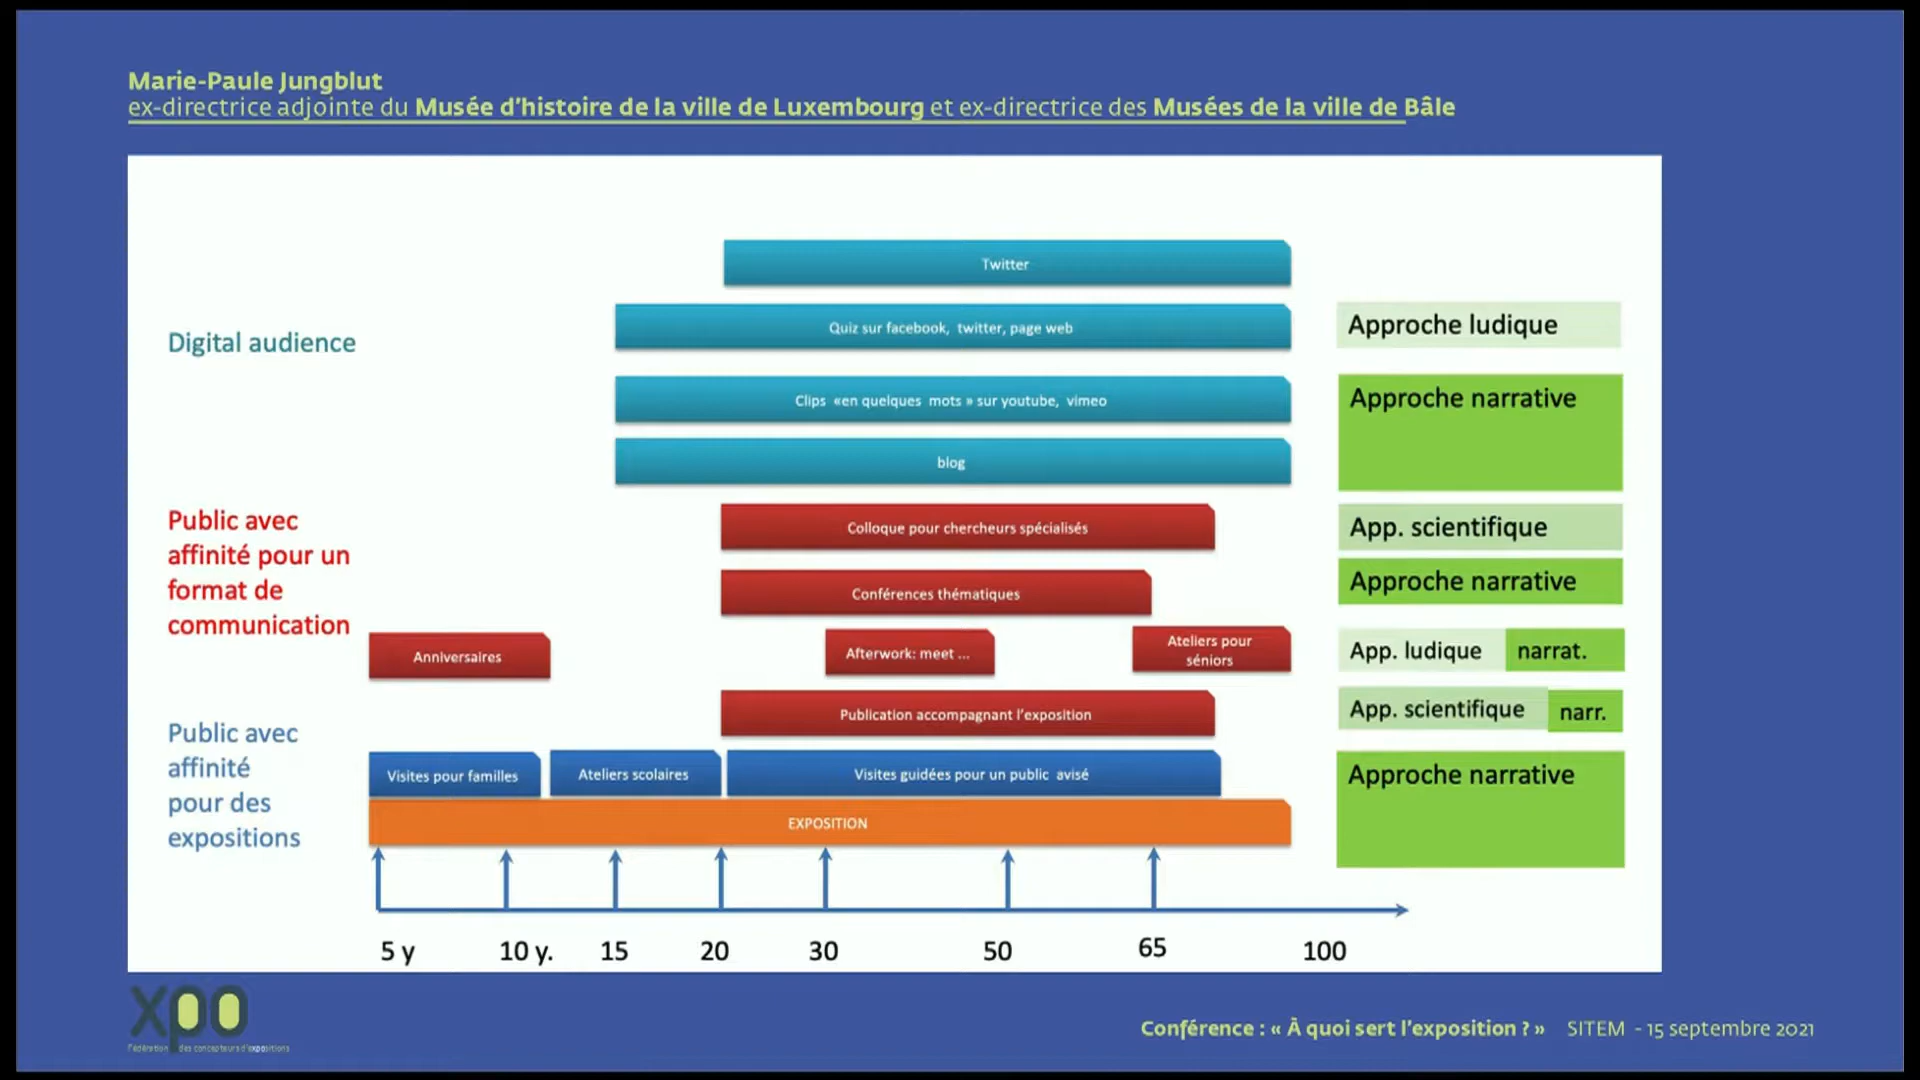 Marie-Paule Jungblut
ex-directrice adjointe du Musée d'histoire de la ville de Luxembourg et ex-directrice des Musées de la ville de Bâle
Twitter
Digital audience
Quiz sur facebook, twitter, page web
Approche ludique
Clips «en quelques mots » sur youtube, vimeo
Approche narrative
blog
Public avec
affinité pour un
format de
communication
Colloque pour chercheurs spécialisés
App. scientifique
Conférences thématiques
Approche narrative
Anniversaires
Afterwork: meet ...
Ateliers pour
séniors
App. ludique
narrat.
Publication accompagnant l'exposition
App. scientifique
narr.
Public avec
affinité
pour des
expositions
Visites pour familles
Ateliers scolaires
Visites guidées pour un public avisé
Approche narrative
EXPOSITION
5 y
10 y.
15
20
30
50
65
100
xpo
Fédération des concepteurs d'expositions
Conférence : « À quoi sert l'exposition ? » SITEM - 15 septembre 2021